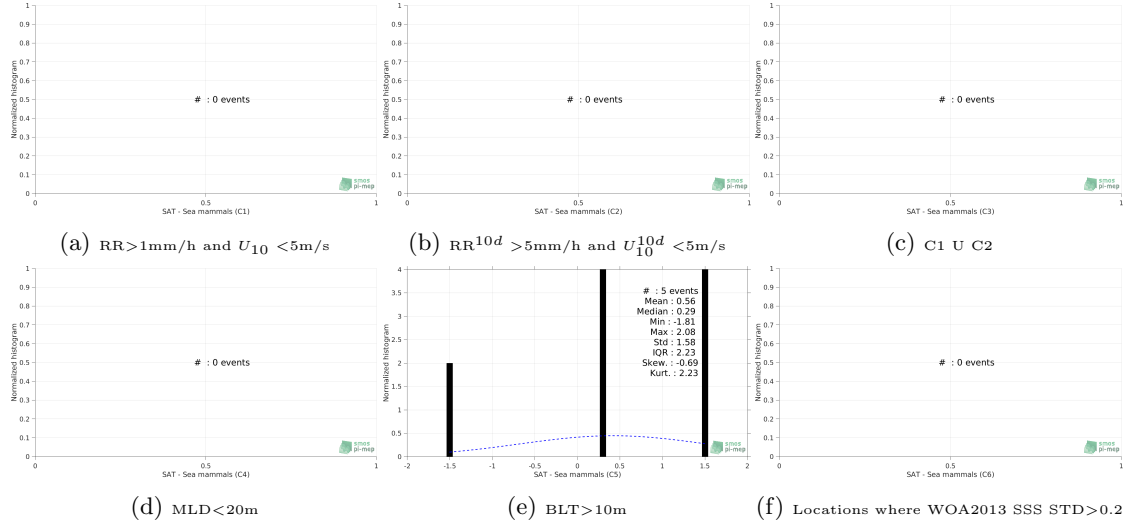 1
0.9
0.8
0.7
0.6
0.5
0.4
0.3
0.2
0.1
0
Normalized histogram
# : 0 events
smos
pi-mep
0 0.5 1
SAT - Sea mammals (C1)
(a) RR>1mm/h and U10 <5m/s
1
0.9
0.8
0.7
0.6
0.5
0.4
0.3
0.2
0.1
0
Normalized histogram
# : 0 events
smos
pi-mep
0 0.5 1
SAT - Sea mammals (C2)
(b) RR10d >5mm/h and U10d10 <5m/s
1
0.9
0.8
0.7
0.6
0.5
0.4
0.3
0.2
0.1
0
Normalized histogram
# : 0 events
smos
pi-mep
0 0.5 1
SAT - Sea mammals (C3)
(c) C1 U C2
1
0.9
0.8
0.7
0.6
0.5
0.4
0.3
0.2
0.1
0
Normalized histogram
# : 0 events
smos
pi-mep
0 0.5 1
SAT - Sea mammals (C4)
(d) MLD<20m
4
3.5
3
2.5
2
1.5
1
0.5
0
Normalized histogram
# : 5 events
Mean : 0.56
Median : 0.29
Min : -1.81
Max : 2.08
Std : 1.58
IQR : 2.23
Skew. : -0.69
Kurt. : 2.23
smos
pi-mep
-2 -1.5 -1 -0.5 0 0.5 1 1.5 2
SAT - Sea mammals (C5)
(e) BLT>10m
1
0.9
0.8
0.7
0.6
0.5
0.4
0.3
0.2
0.1
0
Normalized histogram
# : 0 events
smos
pi-mep
0 0.5 1
SAT - Sea mammals (C6)
(f) Locations where WOA2013 SSS STD>0.2